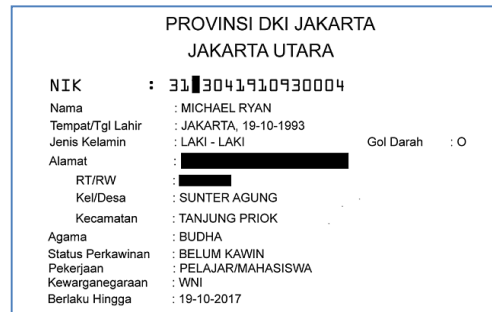 PROVINSI DKI JAKARTA
JAKARTA UTARA
NIK : 31 3041910930004
Nama : MICHAEL RYAN
Tempat/Tgl Lahir : JAKARTA, 19-10-1993
Jenis Kelamin : LAKI - LAKI Gol Darah : O
Alamat :
RT/RW :
Kel/Desa : SUNTER AGUNG
Kecamatan : TANJUNG PRIOK
Agama : BUDHA
Status Perkawinan : BELUM KAWIN
Pekerjaan : PELAJAR/MAHASISWA
Kewarganegaraan : WNI
Berlaku Hingga : 19-10-2017